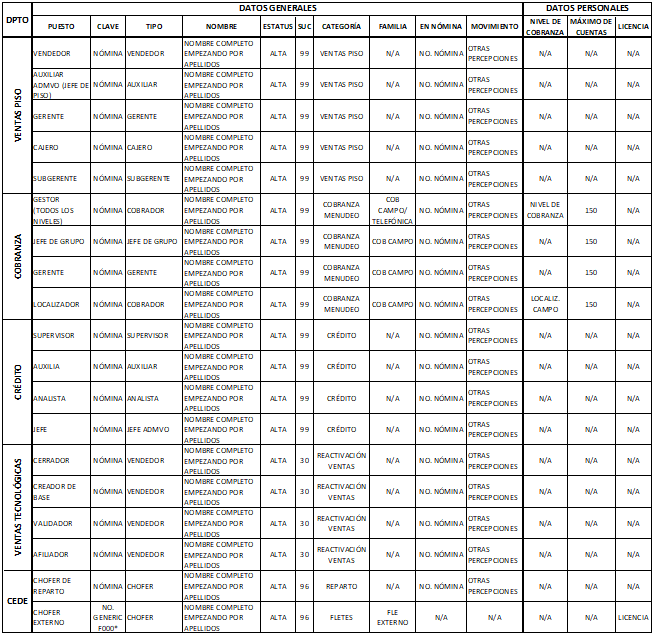 DPTO DATOS GENERALES DATOS PERSONALES
PUESTO CLAVE TIPO NOMBRE ESTATUS SUC CATEGORÍA FAMILIA EN NÓMINA MOVIMIENTO NIVEL DE COBRANZA MÁXIMO DE CUENTAS LICENCIA
VENTAS PISO
VENDEDOR NÓMINA VENDEDOR NOMBRE COMPLETO EMPEZANDO POR APELLIDOS ALTA 99 VENTAS PISO N/A NO. NÓMINA OTRAS PERCEPCIONES N/A N/A N/A
AUXILIAR ADMVO (JEFE DE PISO) NÓMINA AUXILIAR NOMBRE COMPLETO EMPEZANDO POR APELLIDOS ALTA 99 VENTAS PISO N/A NO. NÓMINA OTRAS PERCEPCIONES N/A N/A N/A
GERENTE NÓMINA GERENTE NOMBRE COMPLETO EMPEZANDO POR APELLIDOS ALTA 99 VENTAS PISO N/A NO. NÓMINA OTRAS PERCEPCIONES N/A N/A N/A
CAJERO NÓMINA CAJERO NOMBRE COMPLETO EMPEZANDO POR APELLIDOS ALTA 99 VENTAS PISO N/A NO. NÓMINA OTRAS PERCEPCIONES N/A N/A N/A
SUBGERENTE NÓMINA SUBGERENTE NOMBRE COMPLETO EMPEZANDO POR APELLIDOS ALTA 99 VENTAS PISO N/A NO. NÓMINA OTRAS PERCEPCIONES N/A N/A N/A
COBRANZA
GESTOR (TODOS LOS NIVELES) NÓMINA COBRADOR NOMBRE COMPLETO EMPEZANDO POR APELLIDOS ALTA 99 COBRANZA MENUDEO COB CAMPO/ TELEFÓNICA NO. NÓMINA OTRAS PERCEPCIONES NIVEL DE COBRANZA 150 N/A
JEFE DE GRUPO NÓMINA JEFE DE GRUPO NOMBRE COMPLETO EMPEZANDO POR APELLIDOS ALTA 99 COBRANZA MENUDEO COB CAMPO NO. NÓMINA OTRAS PERCEPCIONES N/A 150 N/A
GERENTE NÓMINA GERENTE NOMBRE COMPLETO EMPEZANDO POR APELLIDOS ALTA 99 COBRANZA MENUDEO COB CAMPO NO. NÓMINA OTRAS PERCEPCIONES N/A 150 N/A
LOCALIZADOR NÓMINA COBRADOR NOMBRE COMPLETO EMPEZANDO POR APELLIDOS ALTA 99 COBRANZA MENUDEO COB CAMPO NO. NÓMINA OTRAS PERCEPCIONES LOCALIZ. CAMPO 150 N/A
CRÉDITO
SUPERVISOR NÓMINA SUPERVISOR NOMBRE COMPLETO EMPEZANDO POR APELLIDOS ALTA 99 CRÉDITO N/A NO. NÓMINA OTRAS PERCEPCIONES N/A N/A N/A
AUXILIA NÓMINA AUXILIAR NOMBRE COMPLETO EMPEZANDO POR APELLIDOS ALTA 99 CRÉDITO N/A NO. NÓMINA OTRAS PERCEPCIONES N/A N/A N/A
ANALISTA NÓMINA ANALISTA NOMBRE COMPLETO EMPEZANDO POR APELLIDOS ALTA 99 CRÉDITO N/A NO. NÓMINA OTRAS PERCEPCIONES N/A N/A N/A
JEFE NÓMINA JEFE ADMVO NOMBRE COMPLETO EMPEZANDO POR APELLIDOS ALTA 99 CRÉDITO N/A NO. NÓMINA OTRAS PERCEPCIONES N/A N/A N/A
VENTAS TECNOLÓGICAS
CERRADOR NÓMINA VENDEDOR NOMBRE COMPLETO EMPEZANDO POR APELLIDOS ALTA 30 REACTIVACIÓN VENTAS N/A NO. NÓMINA OTRAS PERCEPCIONES N/A N/A N/A
CREADOR DE BASE NÓMINA VENDEDOR NOMBRE COMPLETO EMPEZANDO POR APELLIDOS ALTA 30 REACTIVACIÓN VENTAS N/A NO. NÓMINA OTRAS PERCEPCIONES N/A N/A N/A
VALIDADOR NÓMINA VENDEDOR NOMBRE COMPLETO EMPEZANDO POR APELLIDOS ALTA 30 REACTIVACIÓN VENTAS N/A NO. NÓMINA OTRAS PERCEPCIONES N/A N/A N/A
AFILIADOR NÓMINA VENDEDOR NOMBRE COMPLETO EMPEZANDO POR APELLIDOS ALTA 30 REACTIVACIÓN VENTAS N/A NO. NÓMINA OTRAS PERCEPCIONES N/A N/A N/A
CEDE
CHOFER DE REPARTO NÓMINA CHOFER NOMBRE COMPLETO EMPEZANDO POR APELLIDOS ALTA 96 REPARTO N/A NO. NÓMINA OTRAS PERCEPCIONES N/A N/A N/A
CHOFER EXTERNO NO. GENERIC F000* CHOFER NOMBRE COMPLETO EMPEZANDO POR APELLIDOS ALTA 96 FLETES FLE EXTERNO N/A N/A N/A N/A LICENCIA